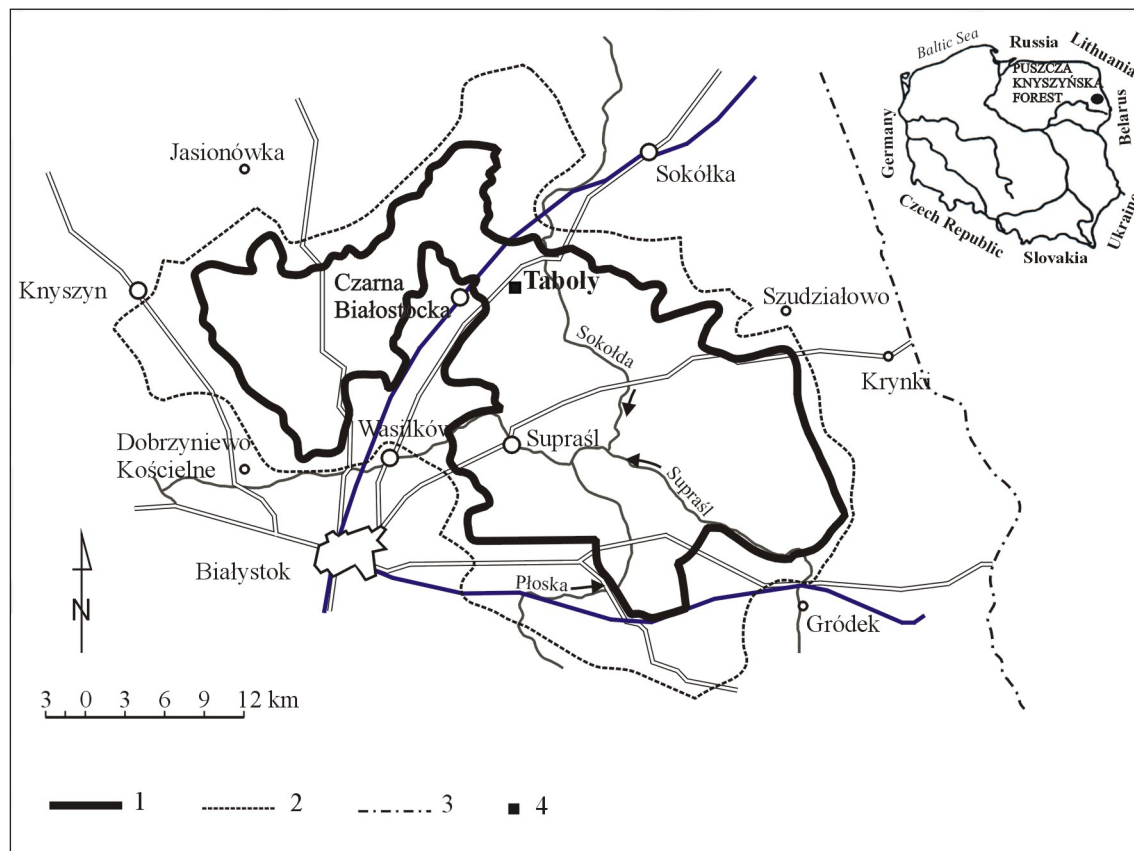 Baltic Sea
Russia
Lithuania
PUSZCZA
KNYSZYŃSKA
FOREST
Germany
Belarus
Czech Republic
Ukraine
Slovakia
Jasionówka
Sokółka
Knyszyn
Czarna
Białostocka
Taboły
Szudziałowo
Sokołda
Krynki
Wasilków
Dobrzyniewo
Kościelne
Supraśl
Supraśl
Białystok
Płoska
Gródek
N
3 0 3 6 9 12 km
1 2 3 4